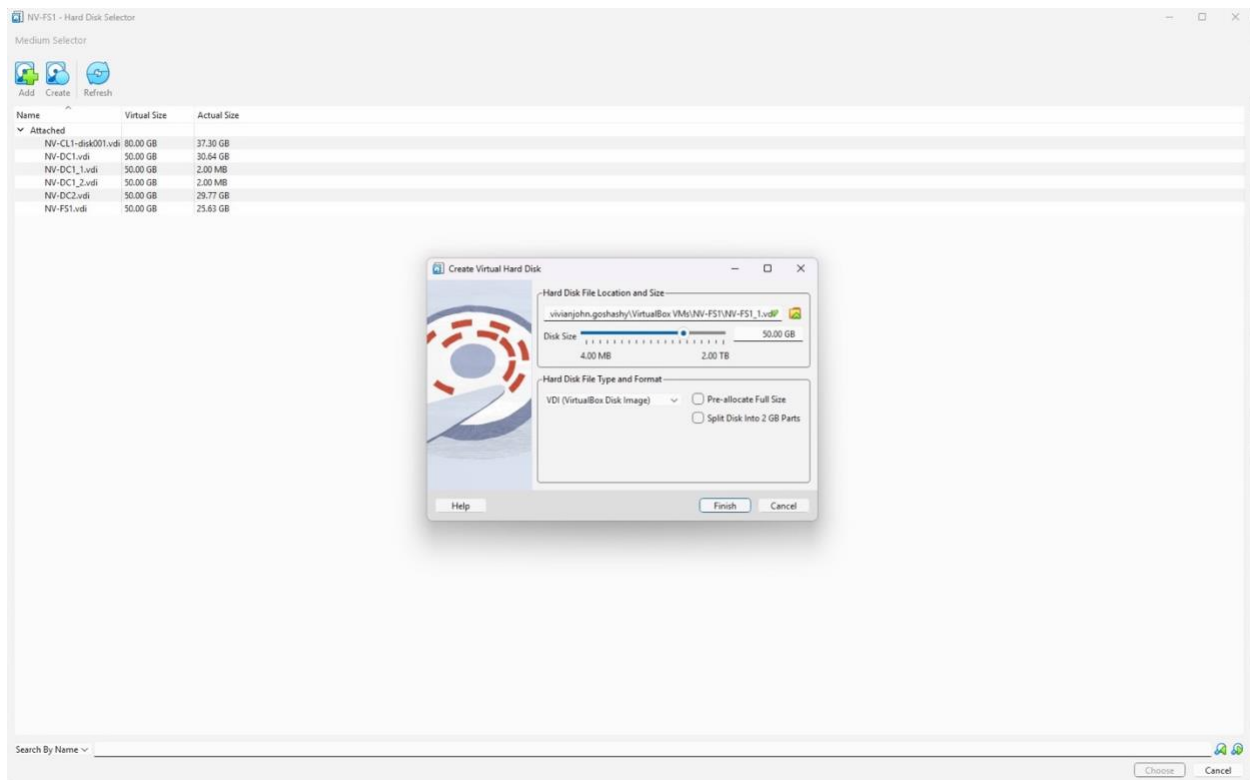 NV-FS1 - Hard Disk Selector
Medium Selector
Add Create Refresh
Name Virtual Size Actual Size
Attached
NV-CL1-disk001.vdi 80.00 GB 37.30 GB
NV-DC1.vdi 50.00 GB 30.64 GB
NV-DC1_1.vdi 50.00 GB 2.00 MB
NV-DC1_2.vdi 50.00 GB 2.00 MB
NV-DC2.vdi 50.00 GB 29.77 GB
NV-FS1.vdi 50.00 GB 25.63 GB
Create Virtual Hard Disk
Hard Disk File Location and Size
vivianjohn.goshashy\VirtualBox VMs\NV-FS1\NV-FS1_1.vdi
Disk Size 50.00 GB
4.00 MB 2.00 TB
Hard Disk File Type and Format
VDI (VirtualBox Disk Image) Pre-allocate Full Size
Split Disk Into 2 GB Parts
Help Finish Cancel
Search By Name
Choose Cancel